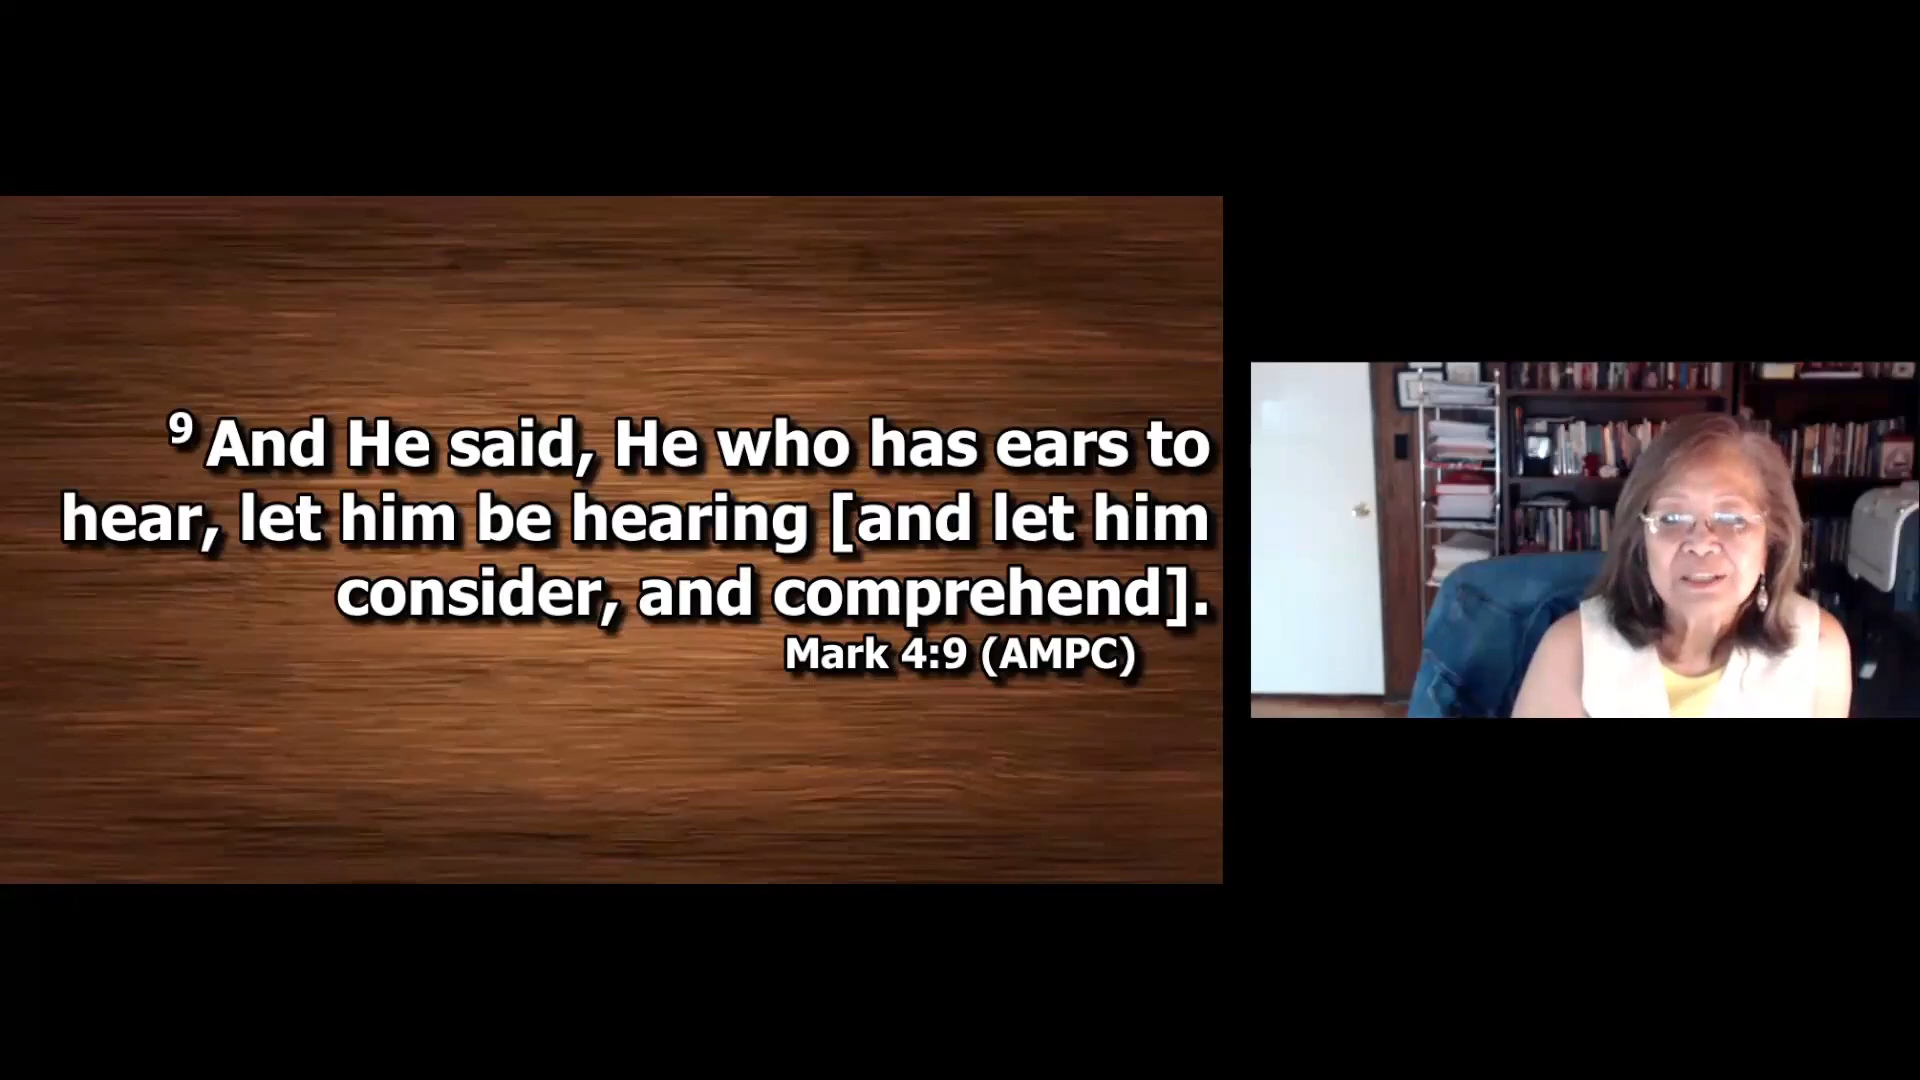 9 And He said, He who has ears to
hear, let him be hearing [and let him
consider, and comprehend].
Mark 4:9 (AMPC)